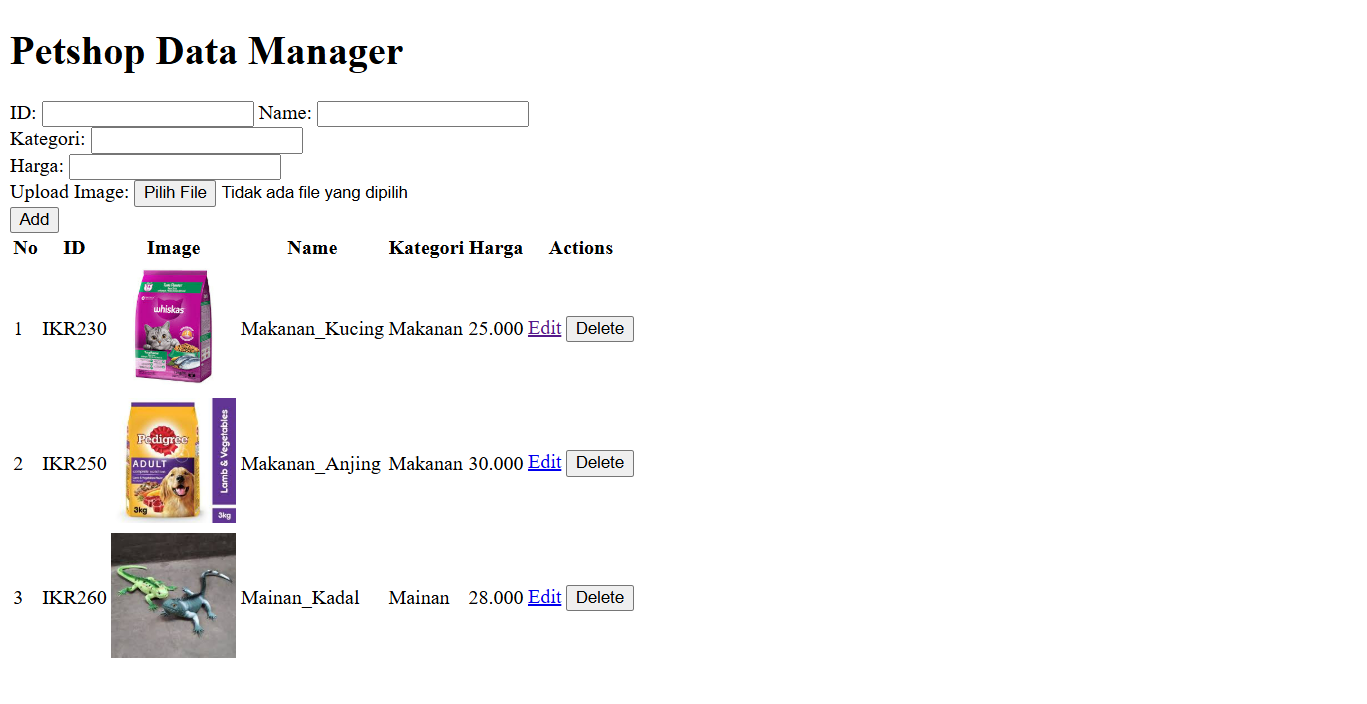 Petshop Data Manager
ID: Name:
Kategori:
Harga:
Upload Image: Pilih File Tidak ada file yang dipilih
Add
No ID Image Name Kategori Harga Actions
whiskas
1 IKR230 Makanan_Kucing Makanan 25.000 Edit Delete
Pedigree
ADULT
3kg
Lamb & Vegetables
3kg
2 IKR250 Makanan_Anjing Makanan 30.000 Edit Delete
3 IKR260 Mainan_Kadal Mainan 28.000 Edit Delete